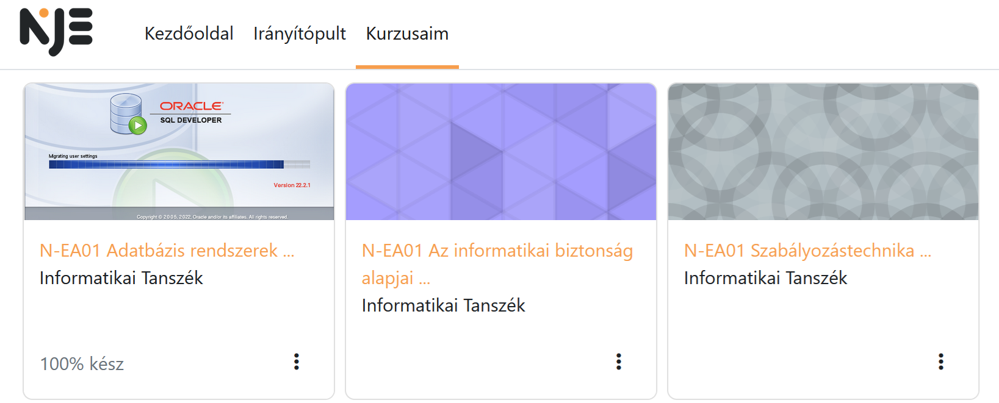 NJE
Kezdőoldal Irányítópult Kurzusaim
ORACLE
SQL DEVELOPER
Migrating user settings
Version 22.2.1
Copyright © 2005, 2022, Oracle and/or its affiliates. All rights reserved.
N-EA01 Adatbázis rendszerek ...
Informatikai Tanszék
100% kész
N-EA01 Az informatikai biztonság
alapjai ...
Informatikai Tanszék
N-EA01 Szabályozástechnika ...
Informatikai Tanszék